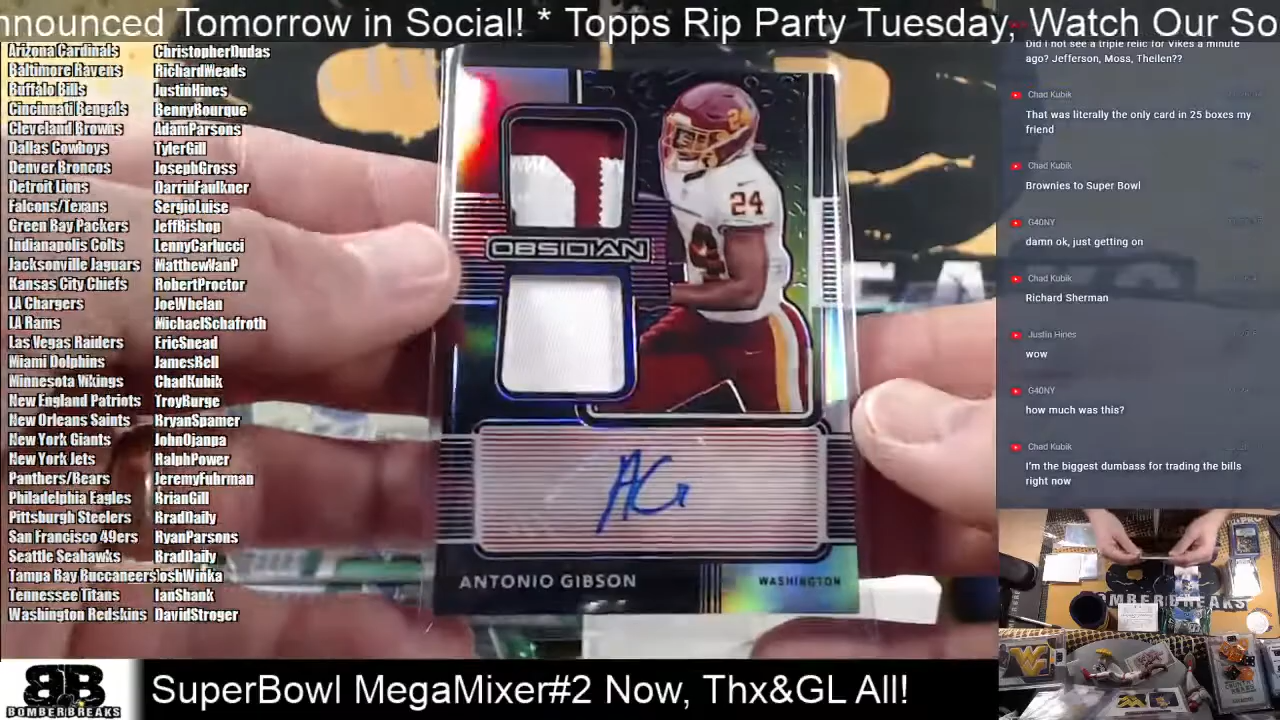 nnounced Tomorrow in Social! * Topps Rip Party Tuesday, Watch Our So
Arizona Cardinals ChristopherDudas
Baltimore Ravens RichardWeads
Buffalo Bills JustinHines
Cincinnati Bengals BennyBourque
Cleveland Browns AdamParsons
Dallas Cowboys TylerGill
Denver Broncos JosephGross
Detroit Lions DarrinFaulkner
Falcons/Texans SergioLuise
Green Bay Packers JeffBishop
Indianapolis Colts LennyCarlucci
Jacksonville Jaguars MatthewVanP
Kansas City Chiefs RobertProctor
LA Chargers JoeWhelan
LA Rams MichaelSchafroth
Las Vegas Raiders EricSnead
Miami Dolphins JamesBell
Minnesota Vikings ChadKubik
New England Patriots TroyBurge
New Orleans Saints BryanSpamer
New York Giants JohnOjanpa
New York Jets RalphPower
Panthers/Bears JeremyFuhrman
Philadelphia Eagles BrianGill
Pittsburgh Steelers BradDaily
San Francisco 49ers RyanParsons
Seattle Seahawks BradDaily
Tampa Bay Buccaneers JoshWinka
Tennessee Titans IanShank
Washington Redskins DavidStroger
24
24
OBSIDIAN
AG
ANTONIO GIBSON
WASHINGTON
Did I not see a triple relic for Vikes a minute
ago? Jefferson, Moss, Theilen??
Chad Kubik
That was literally the only card in 25 boxes my
friend
Chad Kubik
Brownies to Super Bowl
G40NY
damn ok, just getting on
Chad Kubik
Richard Sherman
Justin Hines
wow
G40NY
how much was this?
Chad Kubik
I'm the biggest dumbass for trading the bills
right now
OMBERBREAKS
BB
BOMBERBREAKS
SuperBowl MegaMixer#2 Now, Thx&GL All!